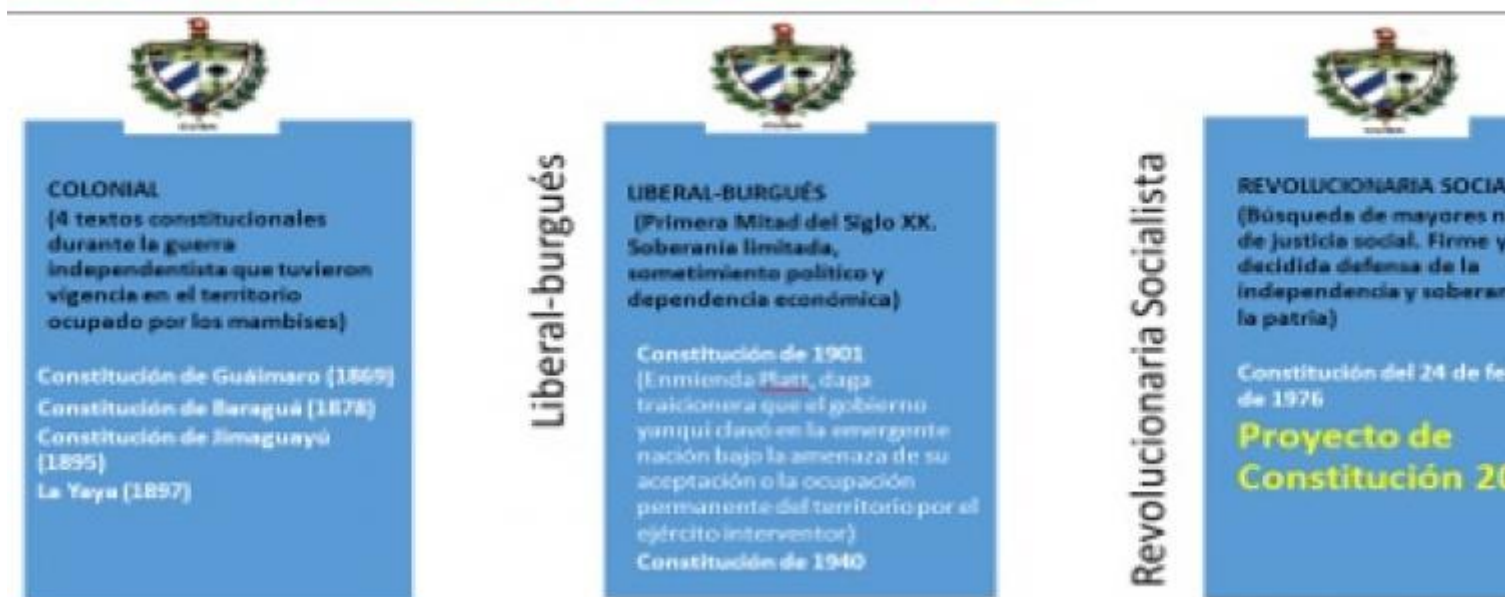 COLONIAL
(4 textos constitucionales
durante la guerra
independentista que tuvieron
vigencia en el territorio
ocupado por los mambises)
Constitución de Guáimaro (1869)
Constitución de Baraguá (1878)
Constitución de Jimaguayú
(1895)
La Yaya (1897)
Liberal-burgués
LIBERAL-BURGUÉS
(Primera Mitad del Siglo XX.
Soberanía limitada,
sometimiento político y
dependencia económica)
Constitución de 1901
(Enmienda Platt, daga
traicionera que el gobierno
yanqui clavó en la emergente
nación bajo la amenaza de su
aceptación o la ocupación
permanente del territorio por el
ejército interventor)
Constitución de 1940
Revolucionaria Socialista
REVOLUCIONARIA SOCIA
(Búsqueda de mayores n
de justicia social. Firme y
decidida defensa de la
independencia y soberan
la patria)
Constitución del 24 de fe
de 1976
Proyecto de
Constitución 20